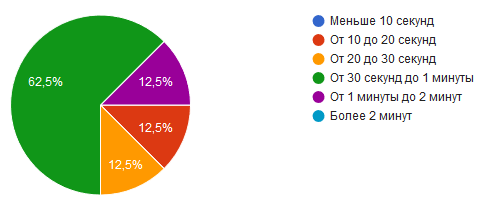 62,5%
12,5%
12,5%
12,5%
Меньше 10 секунд
От 10 до 20 секунд
От 20 до 30 секунд
От 30 секунд до 1 минуты
От 1 минуты до 2 минут
Более 2 минут